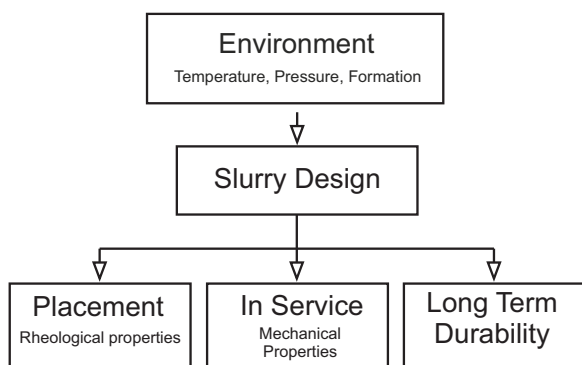 Environment
Temperature, Pressure, Formation
Slurry Design
Placement
Rheological properties
In Service
Mechanical
Properties
Long Term
Durability